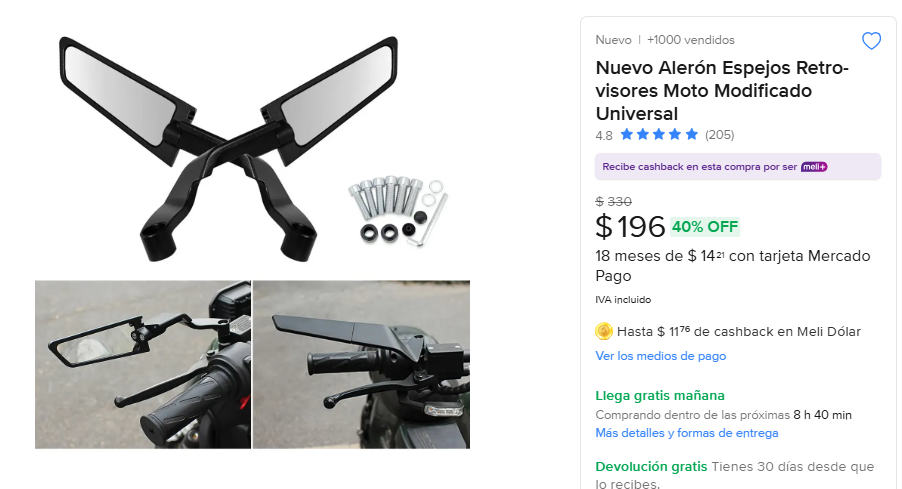 Nuevo | +1000 vendidos
Nuevo Alerón Espejos Retro-
visores Moto Modificado
Universal
4.8 (205)
Recibe cashback en esta compra por ser meli+
$ 330
$ 196 40% OFF
18 meses de $ 14 21 con tarjeta Mercado
Pago
IVA incluido
Hasta $ 11 76 de cashback en Meli Dólar
Ver los medios de pago
Llega gratis mañana
Comprando dentro de las próximas 8 h 40 min
Más detalles y formas de entrega
Devolución gratis Tienes 30 días desde que
lo recibes.